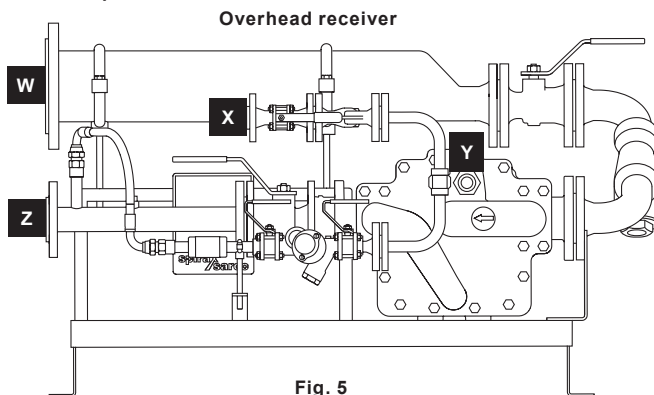 Overhead receiver
W
X
Y
Z
spirax
sarco
Fig. 5